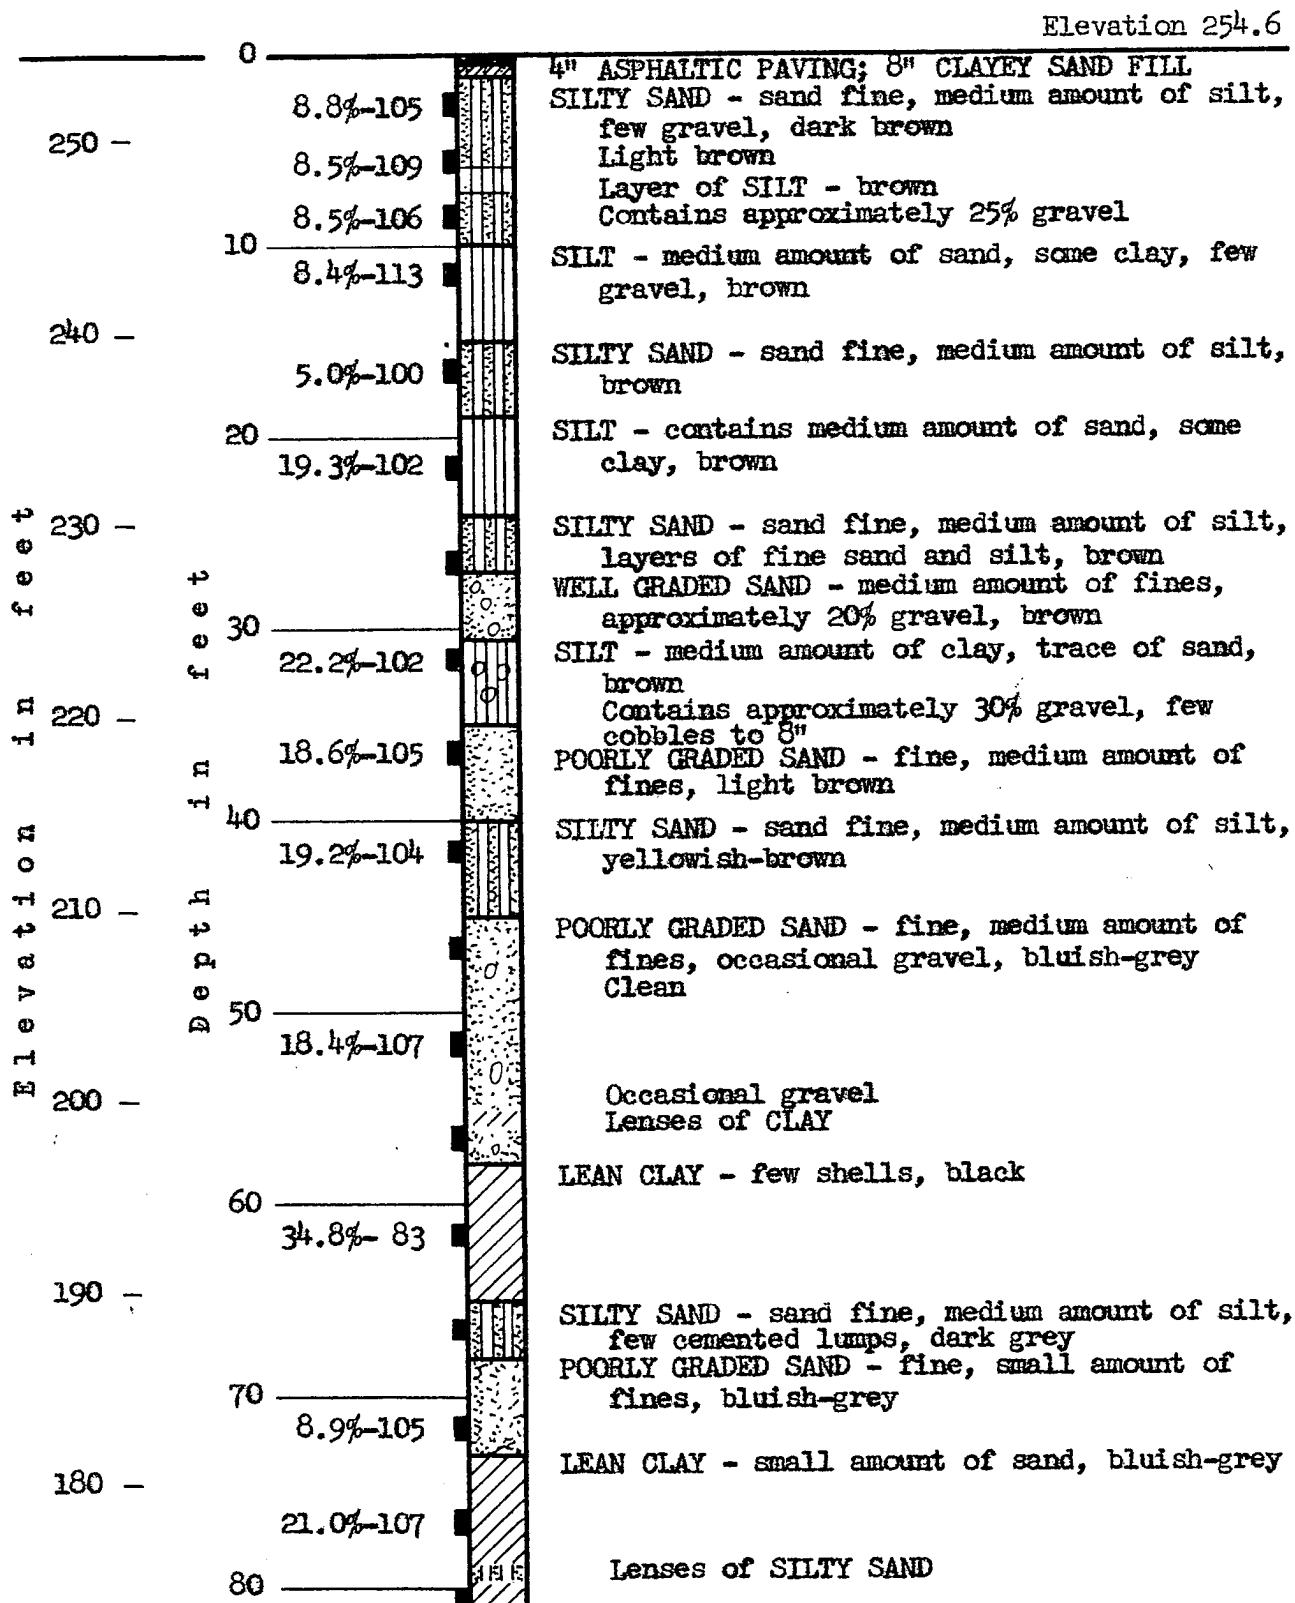 Elevation 254.6
0
4" ASPHALTIC PAVING; 8" CLAYEY SAND FILL
8.8%-105
SILTY SAND - sand fine, medium amount of silt,
few gravel, dark brown
250 -
8.5%-109
Light brown
Layer of SILT - brown
8.5%-106
Contains approximately 25% gravel
10
8.4%-113
SILT - medium amount of sand, some clay, few
gravel, brown
240 -
SILTY SAND - sand fine, medium amount of silt,
5.0%-100
brown
20
SILT - contains medium amount of sand, some
19.3%-102
clay, brown
230 -
SILTY SAND - sand fine, medium amount of silt,
layers of fine sand and silt, brown
WELL GRADED SAND - medium amount of fines,
approximately 20% gravel, brown
30
22.2%-102
SILT - medium amount of clay, trace of sand,
brown
220 -
Contains approximately 30% gravel, few
cobbles to 8"
18.6%-105
POORLY GRADED SAND - fine, medium amount of
fines, light brown
40
SILTY SAND - sand fine, medium amount of silt,
19.2%-104
yellowish-brown
210 -
POORLY GRADED SAND - fine, medium amount of
fines, occasional gravel, bluish-grey
Clean
50
18.4%-107
200 -
Occasional gravel
Lenses of CLAY
LEAN CLAY - few shells, black
60
34.8%- 83
190 -
SILTY SAND - sand fine, medium amount of silt,
few cemented lumps, dark grey
POORLY GRADED SAND - fine, small amount of
fines, bluish-grey
70
8.9%-105
LEAN CLAY - small amount of sand, bluish-grey
180 -
21.0%-107
Lenses of SILTY SAND
80
Elevation in feet
Depth in feet